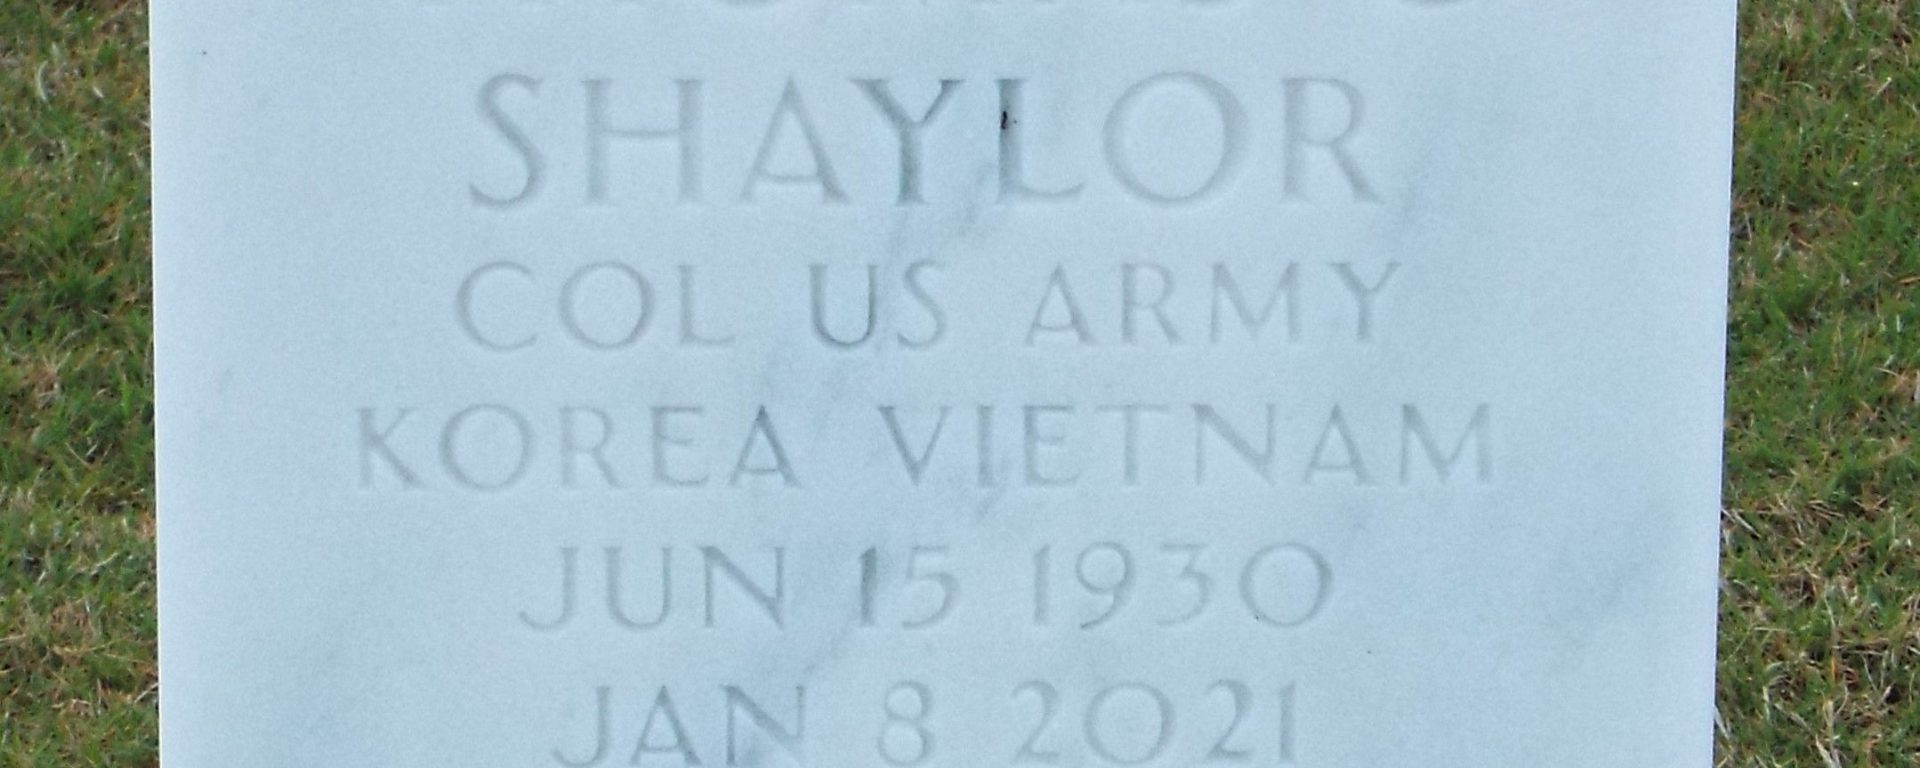 SHAYLOR
COL US ARMY
KOREA VIETNAM
JUN 15 1930
JAN 8 2021